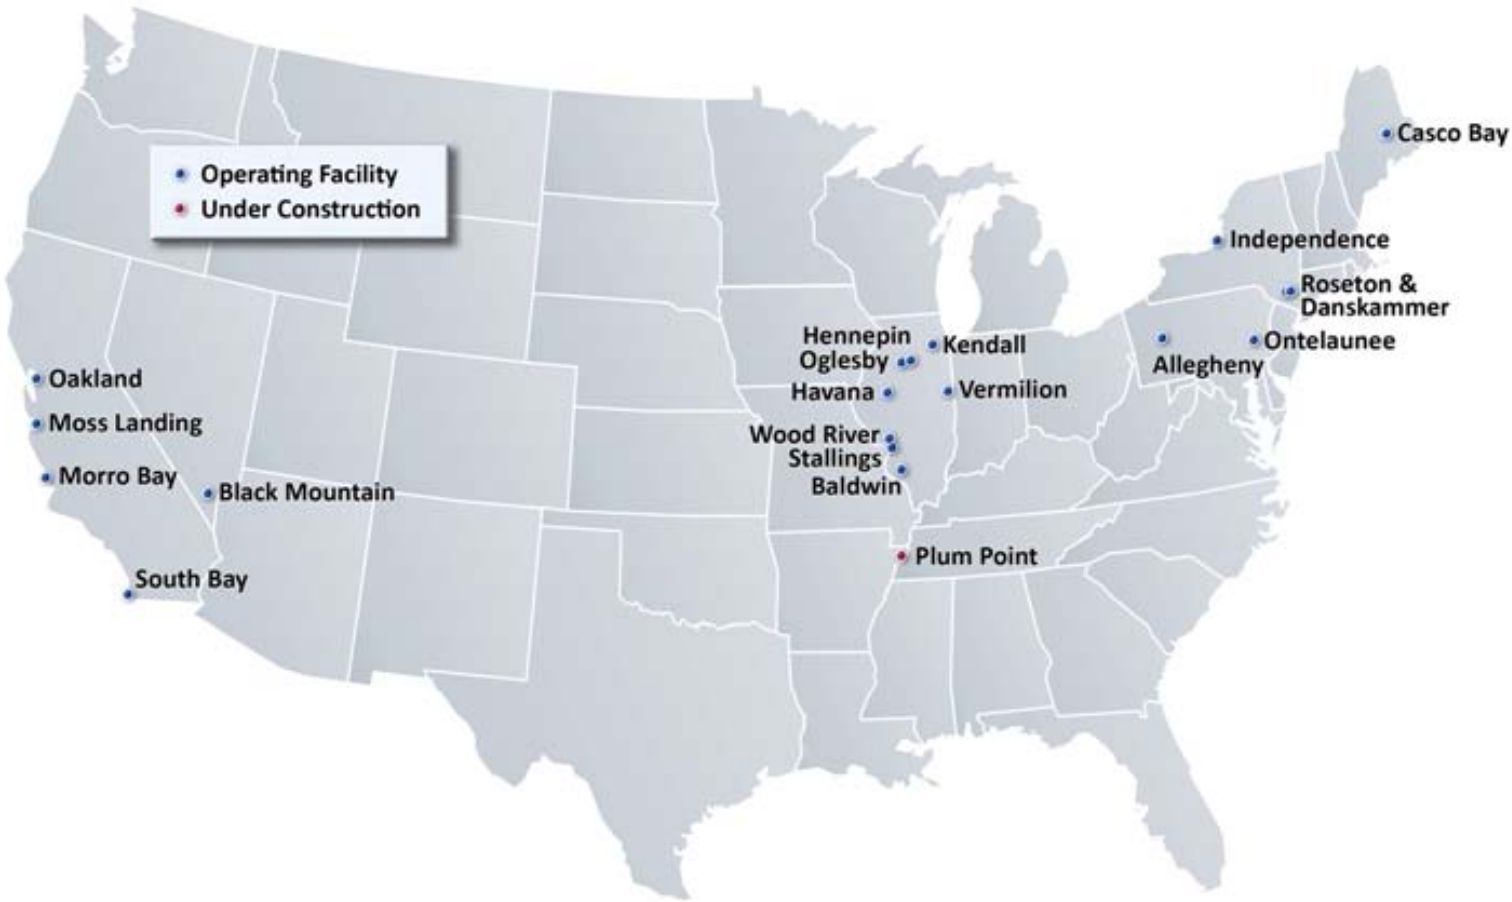 Casco Bay
Operating Facility
Under Construction
Independence
Roseton &
Danskammer
Hennepin
Kendall
Ontelaunee
Oglesby
Allegheny
Oakland
Havana
Vermilion
Moss Landing
Wood River
Stallings
Morro Bay
Baldwin
Black Mountain
Plum Point
South Bay